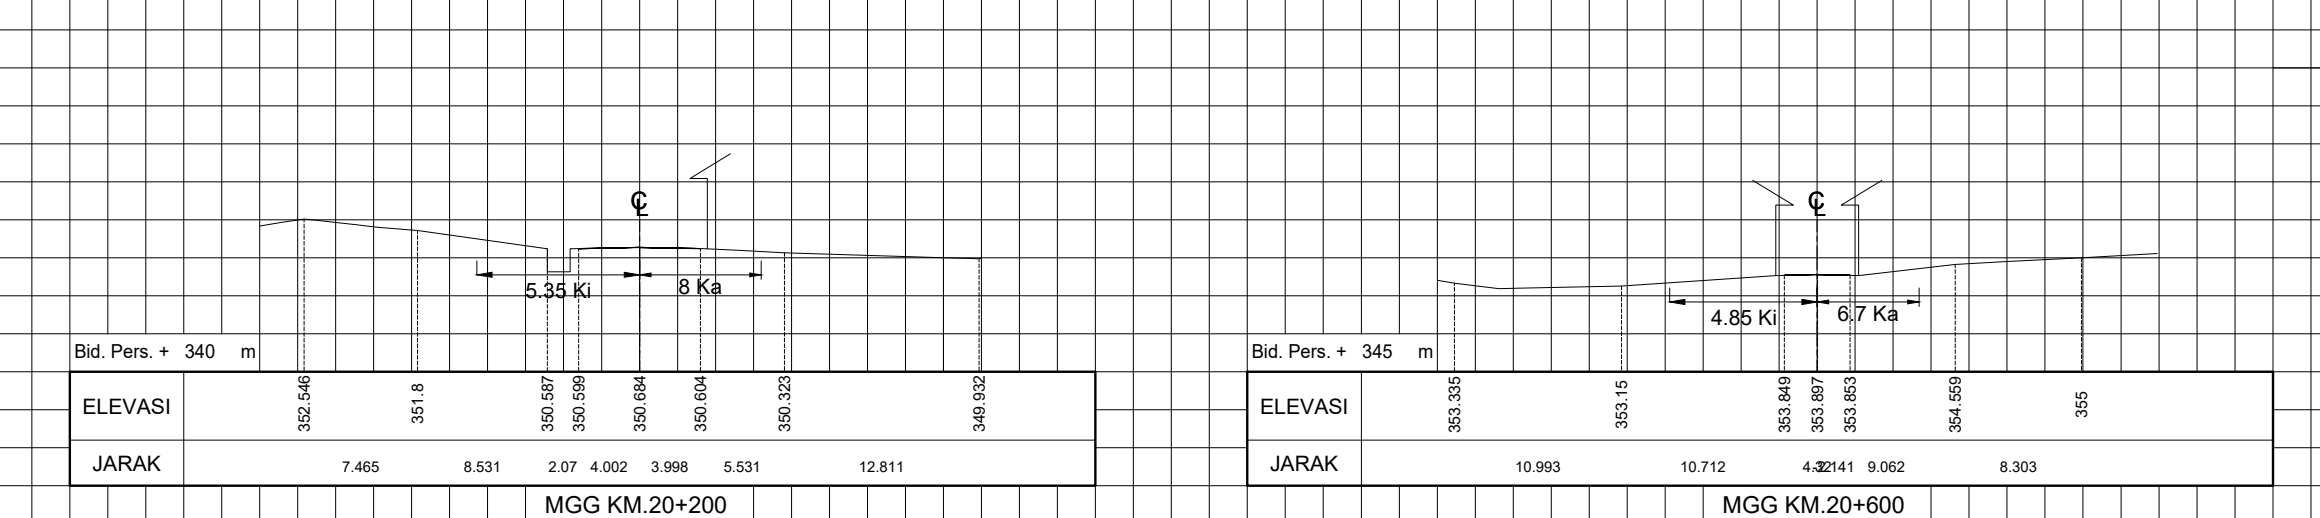 ℄
5.35 Ki 8 Ka
Bid. Pers. + 340 m
ELEVASI 352.546 351.8 350.587 350.599 350.684 350.604 350.323 349.932
JARAK 7.465 8.531 2.07 4.002 3.998 5.531 12.811
MGG KM.20+200
℄
4.85 Ki 6.7 Ka
Bid. Pers. + 345 m
ELEVASI 353.335 353.15 353.849 353.897 353.853 354.559 355
JARAK 10.993 10.712 9.062 8.303
MGG KM.20+600